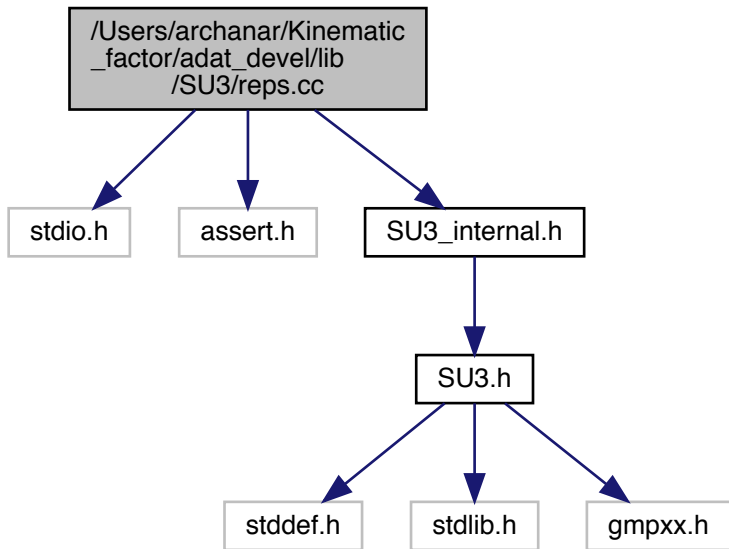 /Users/archanar/Kinematic
_factor/adat_devel/lib
/SU3/reps.cc
stdio.h
assert.h
SU3_internal.h
SU3.h
stddef.h
stdlib.h
gmpxx.h